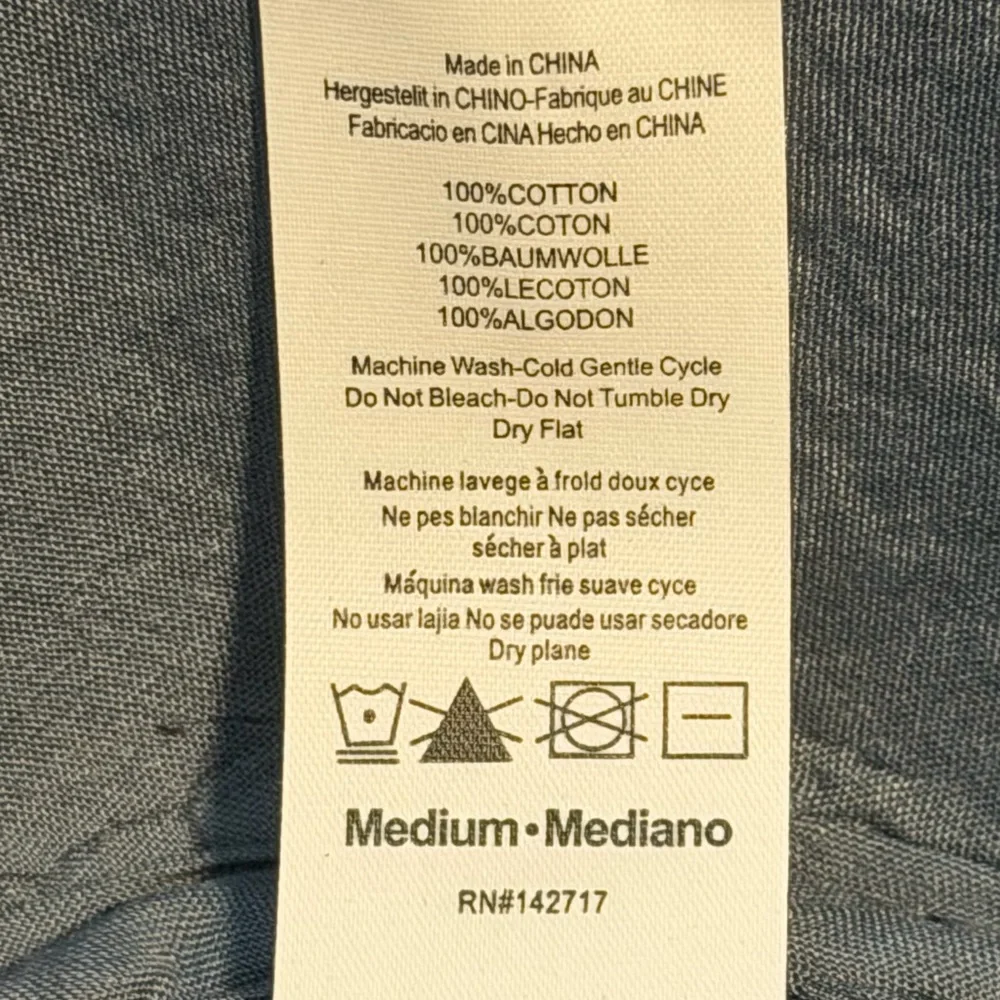 Made in CHINA
Hergestelit in CHINO-Fabrique au CHINE
Fabricacio en CINA Hecho en CHINA
100%COTTON
100%COTON
100%BAUMWOLLE
100%LECOTON
100%ALGODON
Machine Wash-Cold Gentle Cycle
Do Not Bleach-Do Not Tumble Dry
Dry Flat
Machine lavege à frold doux cyce
Ne pes blanchir Ne pas sécher
sécher à plat
Máquina wash frie suave cyce
No usar lajia No se puade usar secadore
Dry plane
Medium•Mediano
RN#142717